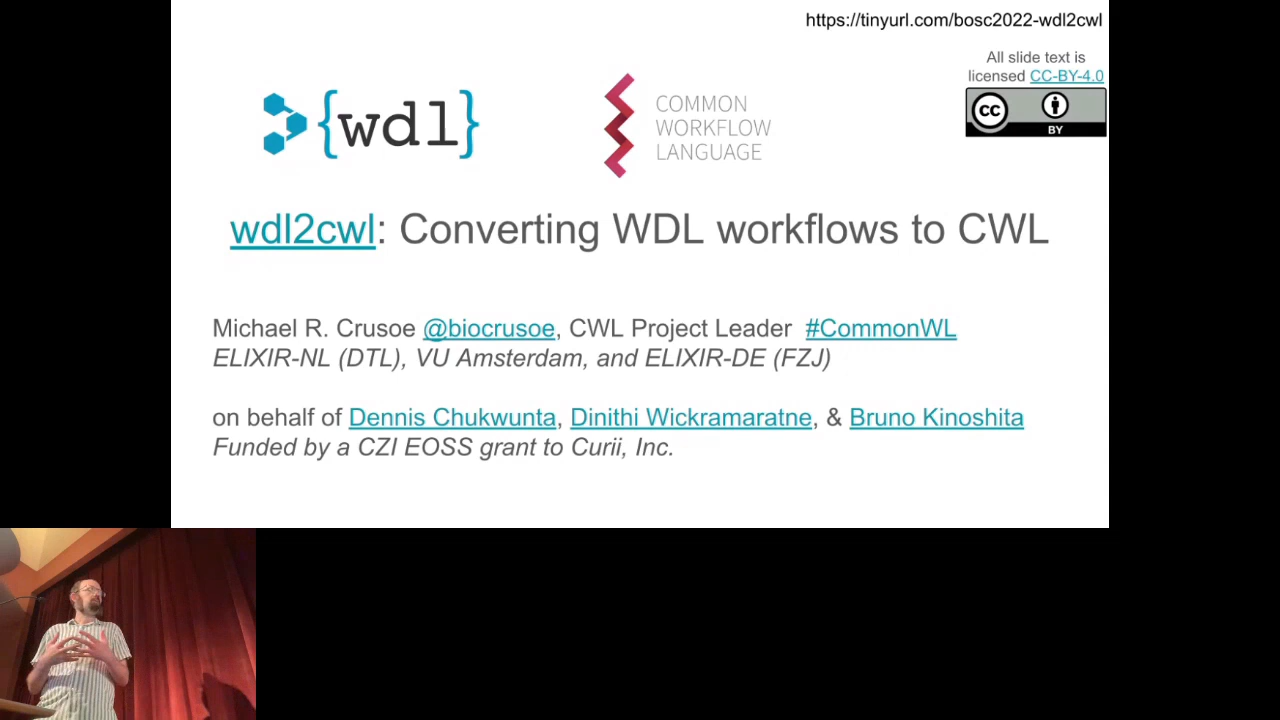 https://tinyurl.com/bosc2022-wdl2cwl
All slide text is
licensed CC-BY-4.0
cc
BY
{wdl}
COMMON
WORKFLOW
LANGUAGE
wdl2cwl: Converting WDL workflows to CWL
Michael R. Crusoe @biocrusoe, CWL Project Leader #CommonWL
ELIXIR-NL (DTL), VU Amsterdam, and ELIXIR-DE (FZJ)
on behalf of Dennis Chukwunta, Dinithi Wickramaratne, & Bruno Kinoshita
Funded by a CZI EOSS grant to Curii, Inc.